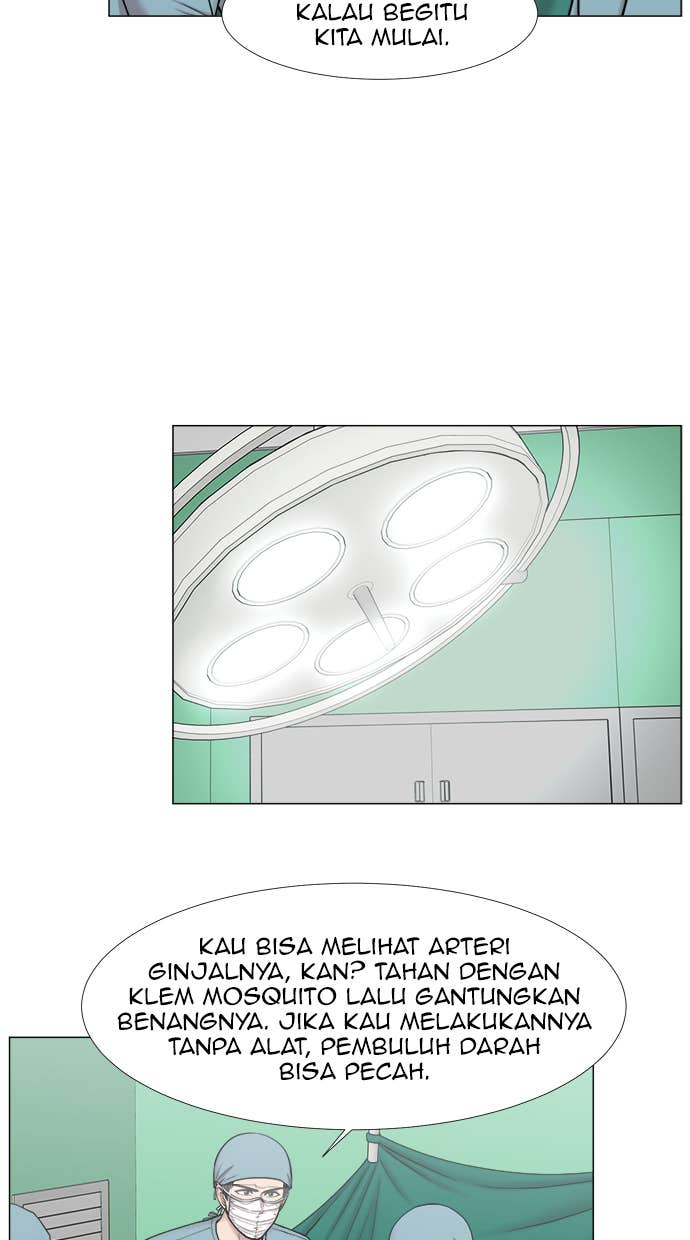 KALAU BEGITU
KITA MULAI.
KAU BISA MELIHAT ARTERI
GINJALNYA, KAN? TAHAN DENGAN
KLEM MOSQUITO LALU GANTUNGKAN
BENANGNYA. JIKA KAU MELAKUKANNYA
TANPA ALAT, PEMBULUH DARAH
BISA PECAH.